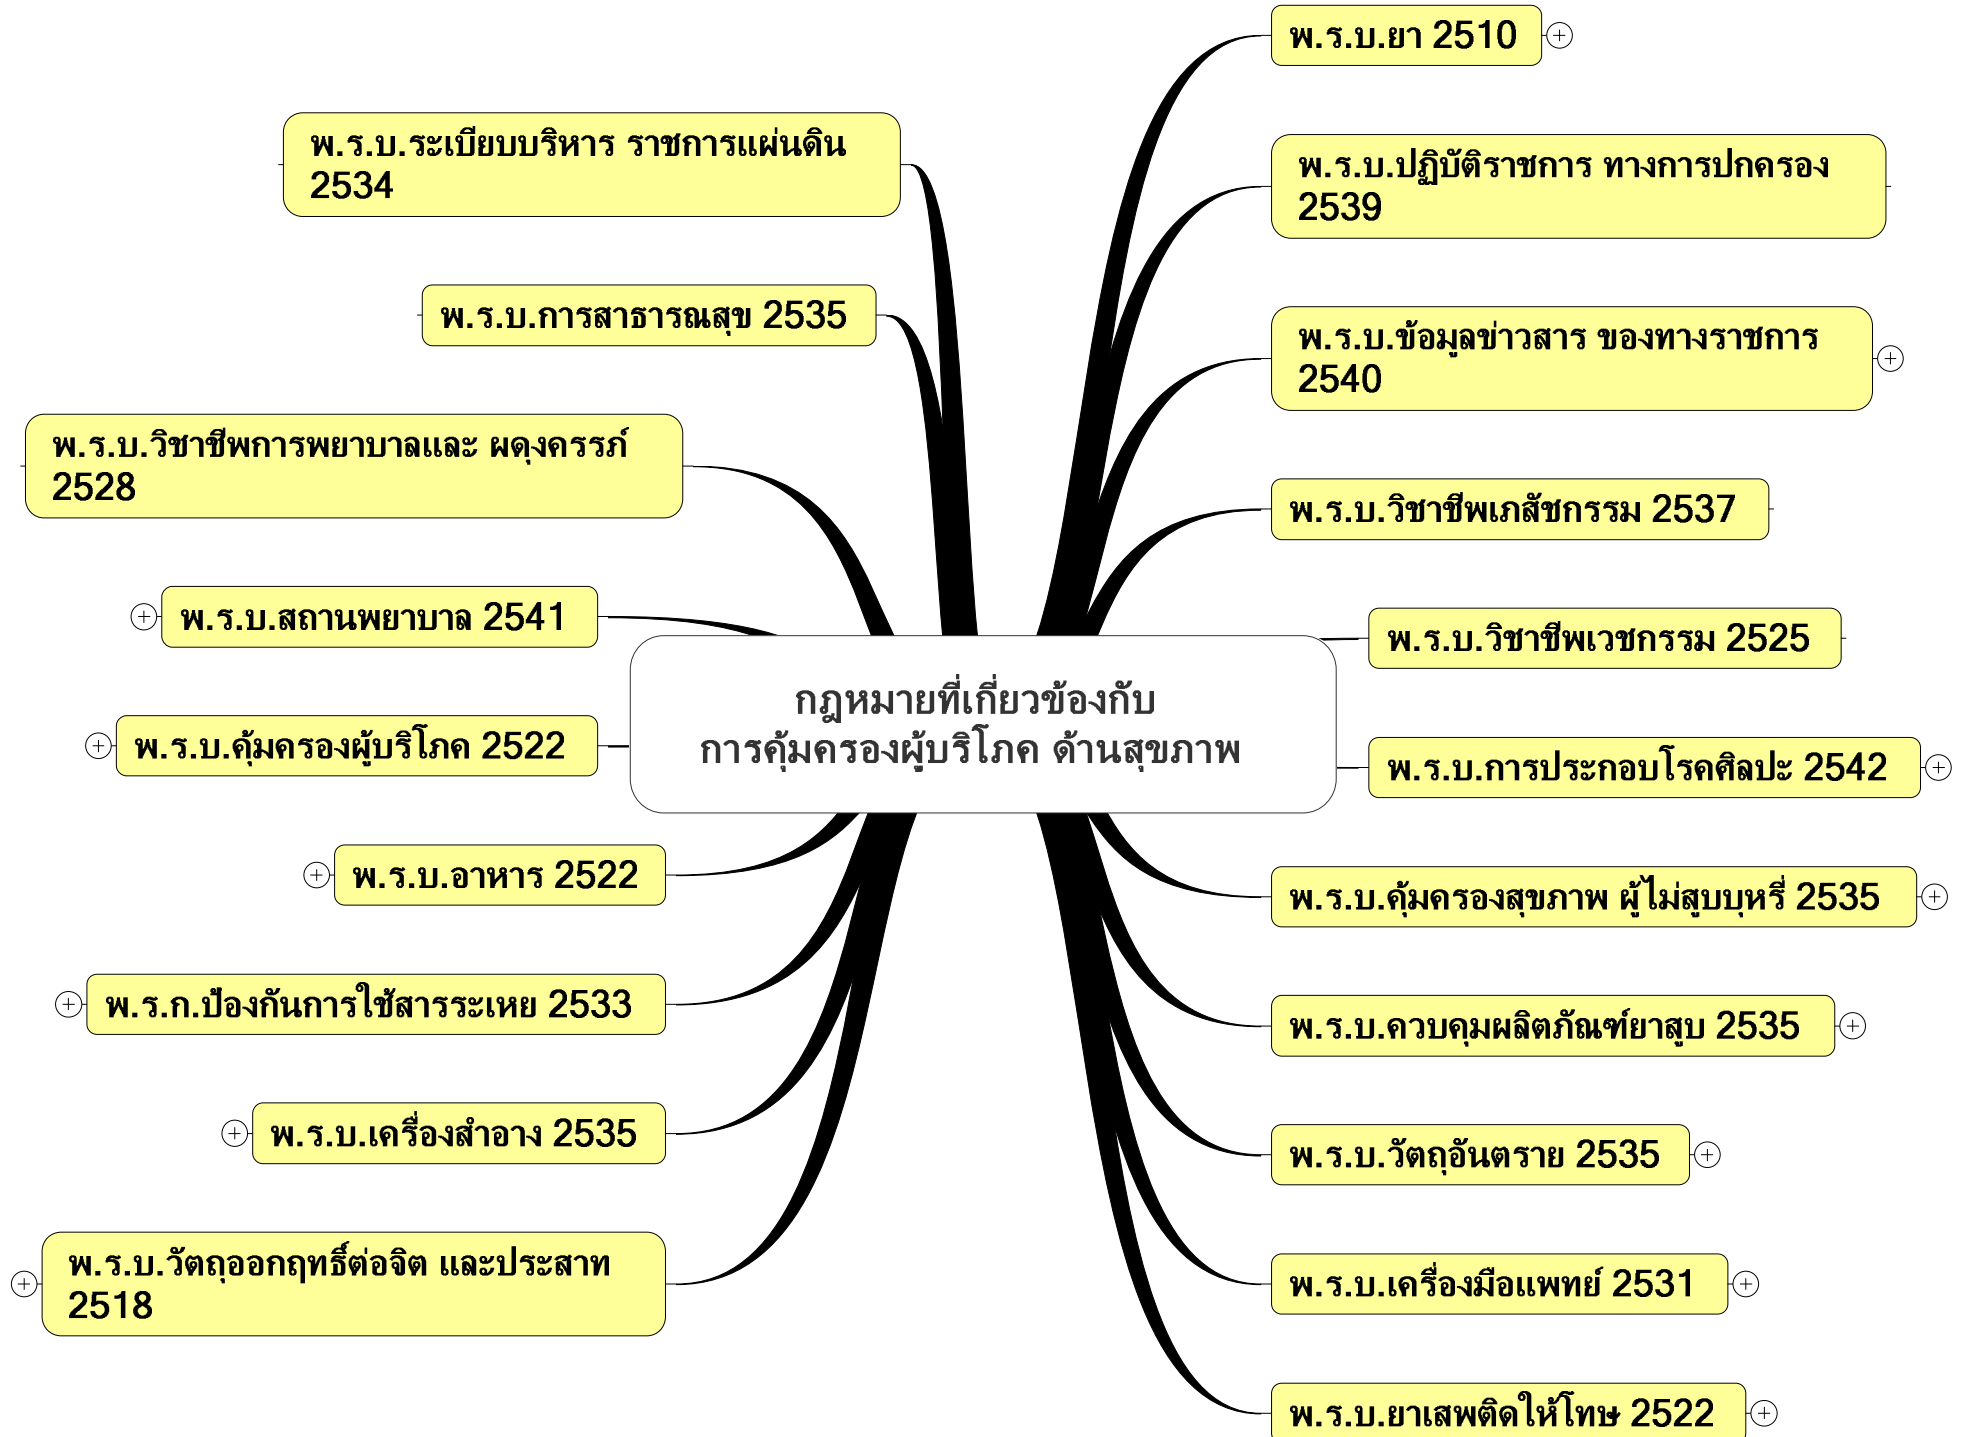 พ.ร.บ.ยา 2510
พ.ร.บ.ระเบียบบริหาร ราชการแผ่นดิน
2534
พ.ร.บ.ปฏิบัติราชการ ทางการปกครอง
2539
พ.ร.บ.การสาธารณสุข 2535
พ.ร.บ.ข้อมูลข่าวสาร ของทางราชการ
2540
พ.ร.บ.วิชาชีพการพยาบาลและ ผดุงครรภ์
2528
พ.ร.บ.วิชาชีพเภสัชกรรม 2537
พ.ร.บ.สถานพยาบาล 2541
พ.ร.บ.วิชาชีพเวชกรรม 2525
กฎหมายที่เกี่ยวข้องกับ
การคุ้มครองผู้บริโภค ด้านสุขภาพ
พ.ร.บ.คุ้มครองผู้บริโภค 2522
พ.ร.บ.การประกอบโรคศิลปะ 2542
พ.ร.บ.อาหาร 2522
พ.ร.บ.คุ้มครองสุขภาพ ผู้ไม่สูบบุหรี่ 2535
พ.ร.ก.ป้องกันการใช้สารระเหย 2533
พ.ร.บ.ควบคุมผลิตภัณฑ์ยาสูบ 2535
พ.ร.บ.เครื่องสำอาง 2535
พ.ร.บ.วัตถุอันตราย 2535
พ.ร.บ.วัตถุออกฤทธิ์ต่อจิต และประสาท
2518
พ.ร.บ.เครื่องมือแพทย์ 2531
พ.ร.บ.ยาเสพติดให้โทษ 2522